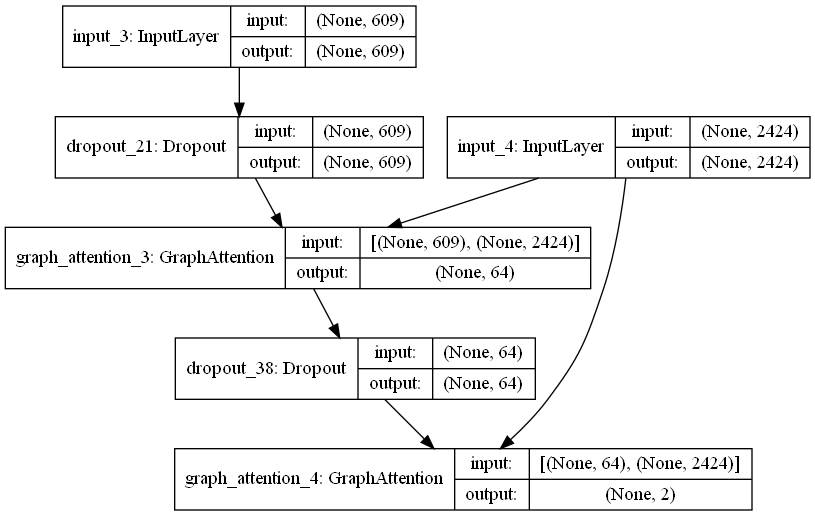 input_3: InputLayer
input: (None, 609)
output: (None, 609)
dropout_21: Dropout
input: (None, 609)
output: (None, 609)
input_4: InputLayer
input: (None, 2424)
output: (None, 2424)
graph_attention_3: GraphAttention
input: [(None, 609), (None, 2424)]
output: (None, 64)
dropout_38: Dropout
input: (None, 64)
output: (None, 64)
graph_attention_4: GraphAttention
input: [(None, 64), (None, 2424)]
output: (None, 2)